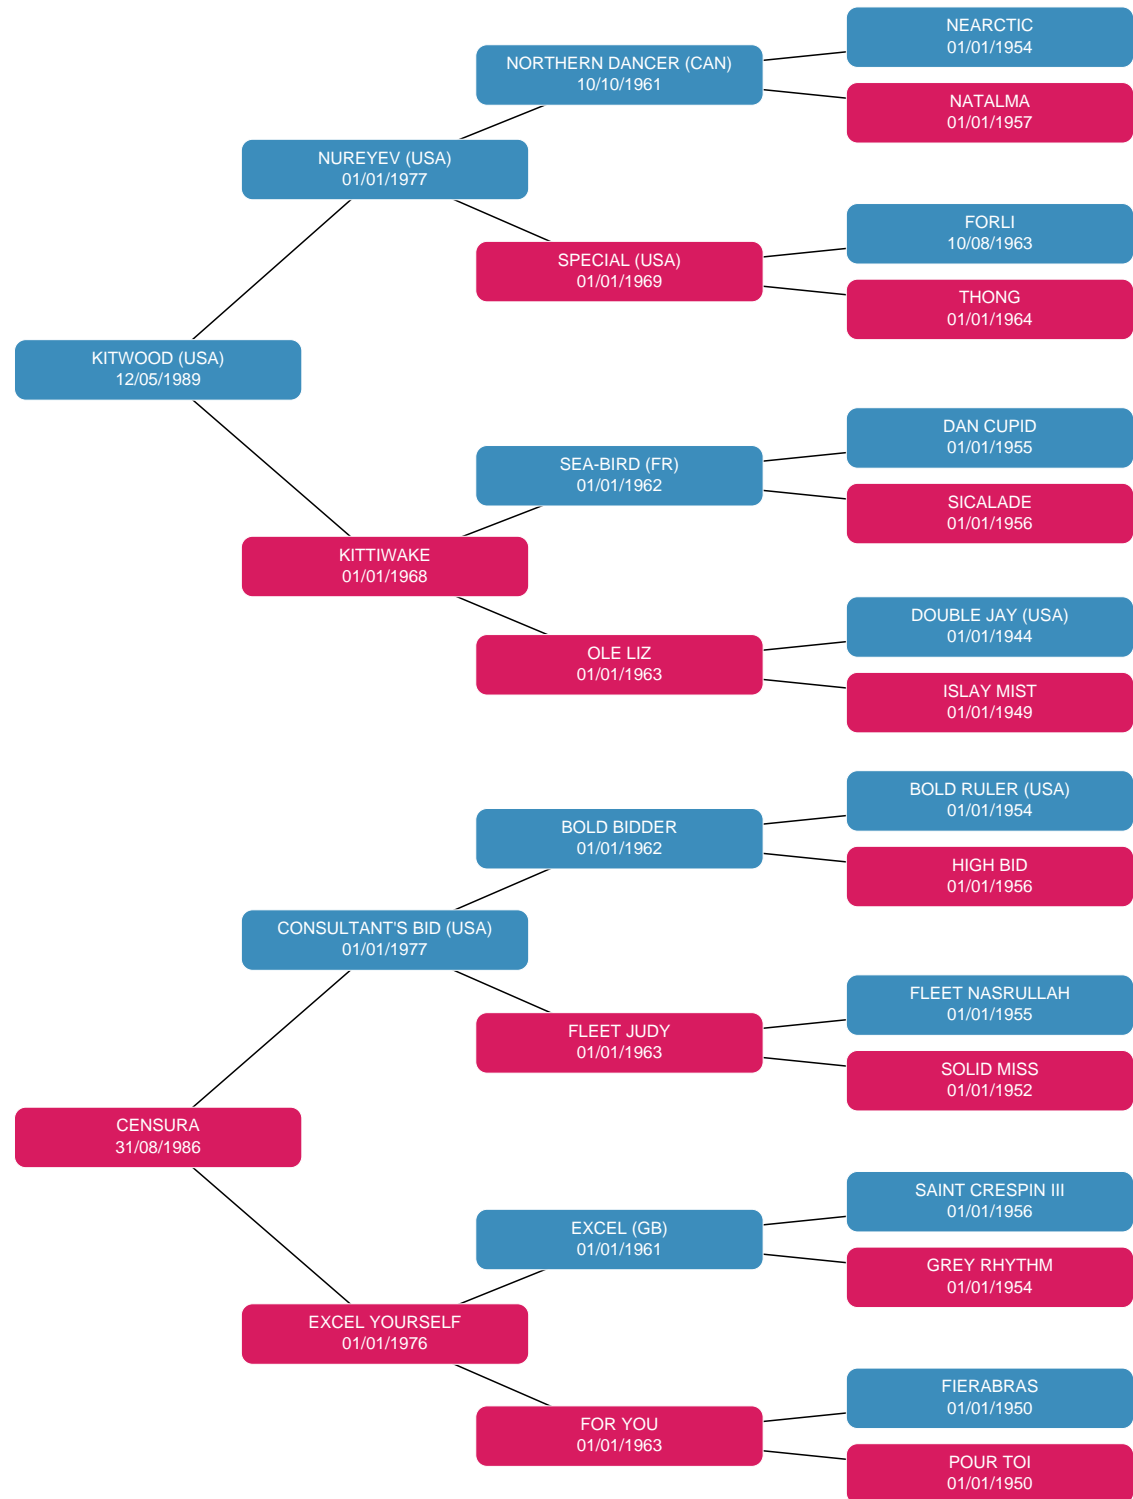 NEARCTIC
01/01/1954
NORTHERN DANCER (CAN)
10/10/1961
NATALMA
01/01/1957
NUREYEV (USA)
01/01/1977
FORLI
10/08/1963
SPECIAL (USA)
01/01/1969
THONG
01/01/1964
KITWOOD (USA)
12/05/1989
DAN CUPID
01/01/1955
SEA-BIRD (FR)
01/01/1962
SICALADE
01/01/1956
KITTIWAKE
01/01/1968
DOUBLE JAY (USA)
01/01/1944
OLE LIZ
01/01/1963
ISLAY MIST
01/01/1949
BOLD RULER (USA)
01/01/1954
BOLD BIDDER
01/01/1962
HIGH BID
01/01/1956
CONSULTANT'S BID (USA)
01/01/1977
FLEET NASRULLAH
01/01/1955
FLEET JUDY
01/01/1963
SOLID MISS
01/01/1952
CENSURA
31/08/1986
SAINT CRESPIN III
01/01/1956
EXCEL (GB)
01/01/1961
GREY RHYTHM
01/01/1954
EXCEL YOURSELF
01/01/1976
FIERABRAS
01/01/1950
FOR YOU
01/01/1963
POUR TOI
01/01/1950